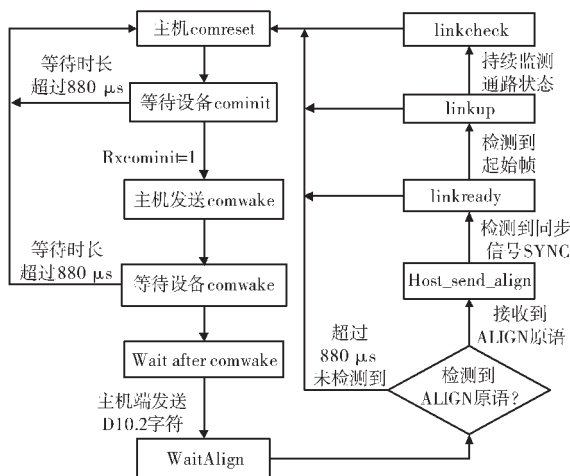 主机comreset
等待时长
超过880 μs
等待设备cominit
Rxcominit=1
主机发送comwake
等待时长
超过880 μs
等待设备comwake
Wait after comwake
主机端发送
D10.2字符
WaitAlign
linkcheck
持续监测
通路状态
linkup
检测到
起始帧
linkready
检测到同步
信号SYNC
Host_send_align
接收到
ALIGN原语
超过
880 μs
未检测到
检测到
ALIGN原语?